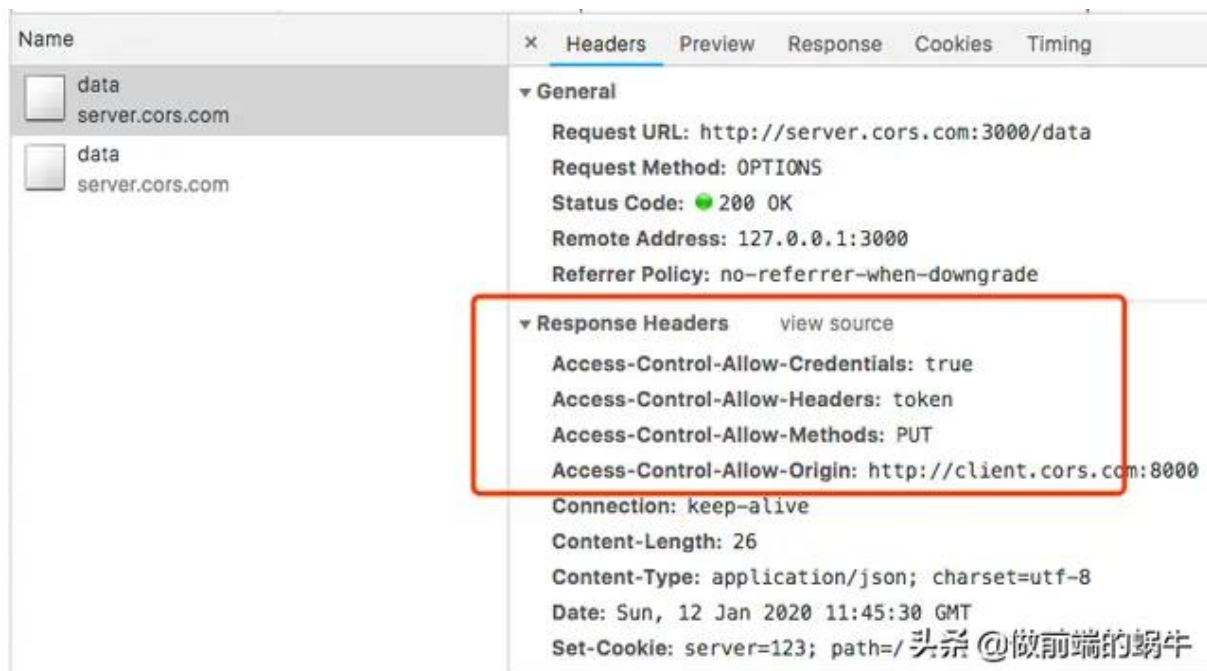 Name
data
server.cors.com
data
server.cors.com
× Headers Preview Response Cookies Timing
General
Request URL: http://server.cors.com:3000/data
Request Method: OPTIONS
Status Code: 200 OK
Remote Address: 127.0.0.1:3000
Referrer Policy: no-referrer-when-downgrade
Response Headers view source
Access-Control-Allow-Credentials: true
Access-Control-Allow-Headers: token
Access-Control-Allow-Methods: PUT
Access-Control-Allow-Origin: http://client.cors.com:8000
Connection: keep-alive
Content-Length: 26
Content-Type: application/json; charset=utf-8
Date: Sun, 12 Jan 2020 11:45:30 GMT
Set-Cookie: server=123; path=/
头条 @做前端的蜗牛